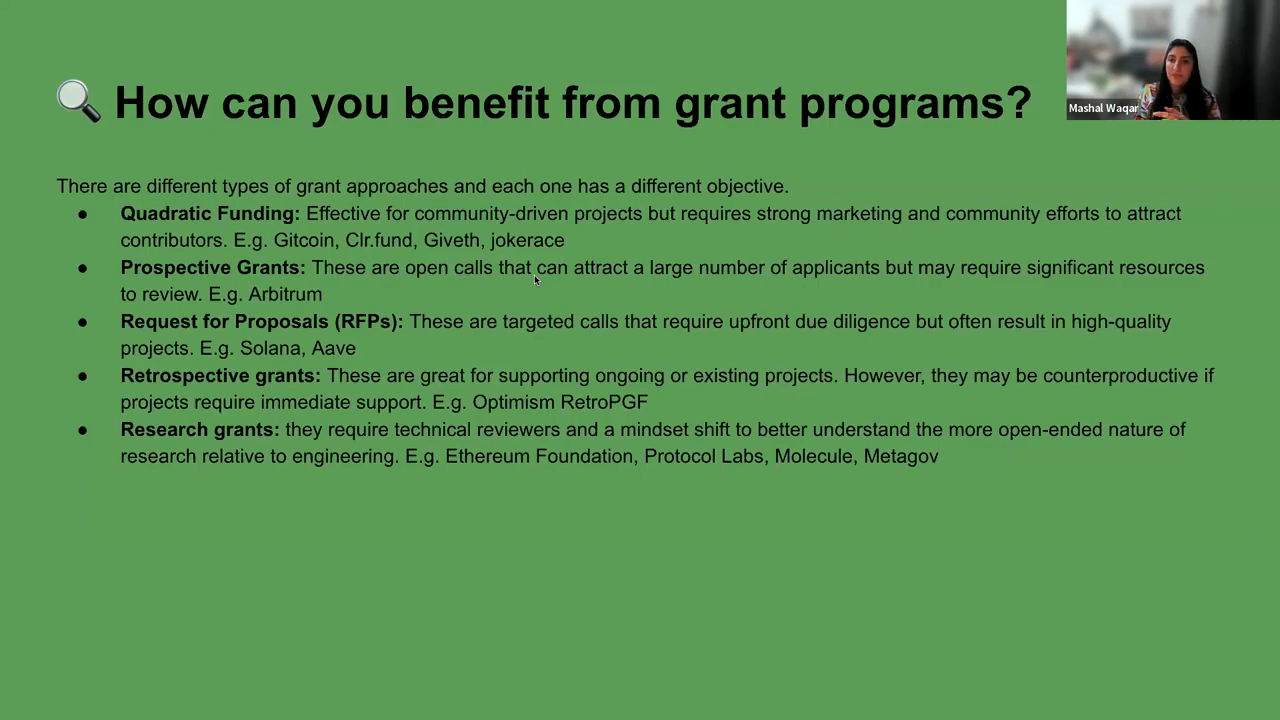 🔍 How can you benefit from grant programs?
Mashal Waqar
There are different types of grant approaches and each one has a different objective.
● Quadratic Funding: Effective for community-driven projects but requires strong marketing and community efforts to attract
contributors. E.g. Gitcoin, Clr.fund, Giveth, jokerace
● Prospective Grants: These are open calls that can attract a large number of applicants but may require significant resources
to review. E.g. Arbitrum
● Request for Proposals (RFPs): These are targeted calls that require upfront due diligence but often result in high-quality
projects. E.g. Solana, Aave
● Retrospective grants: These are great for supporting ongoing or existing projects. However, they may be counterproductive if
projects require immediate support. E.g. Optimism RetroPGF
● Research grants: they require technical reviewers and a mindset shift to better understand the more open-ended nature of
research relative to engineering. E.g. Ethereum Foundation, Protocol Labs, Molecule, Metagov